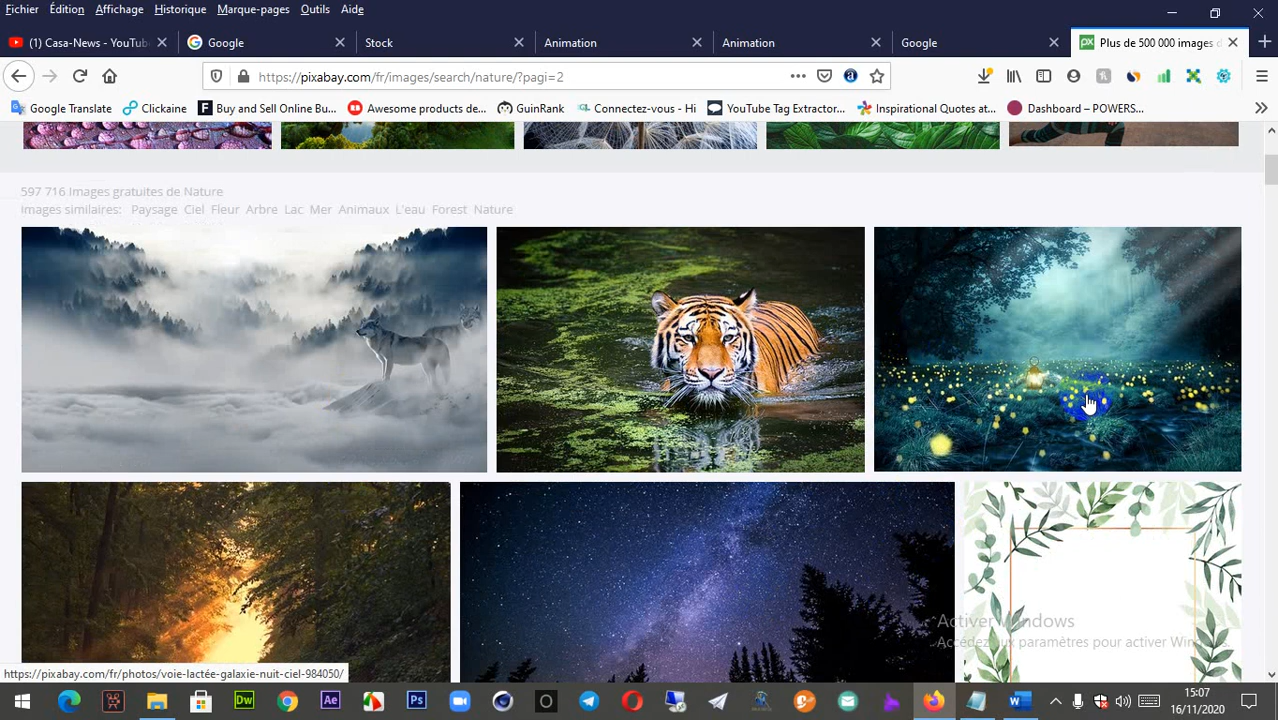 Fichier Édition Affichage Historique Marque-pages Outils Aide
(1) Casa-News - YouTub
Google
Stock
Animation
Animation
Google
Plus de 500 000 images d
https://pixabay.com/fr/images/search/nature/?pagi=2
Google Translate
Clickaine
Buy and Sell Online Bu...
Awesome products de...
GuinRank
Connectez-vous - Hi
YouTube Tag Extractor...
Inspirational Quotes at...
Dashboard – POWERS...
597 716 Images gratuites de Nature
Images similaires: Paysage Ciel Fleur Arbre Lac Mer Animaux L'eau Forest Nature
Activer Windows
Accédez aux paramètres pour activer Windows.
https://pixabay.com/fr/photos/voie-lactée-galaxie-nuit-ciel-984050/
Dw
Ae
Ps
15:07
16/11/2020